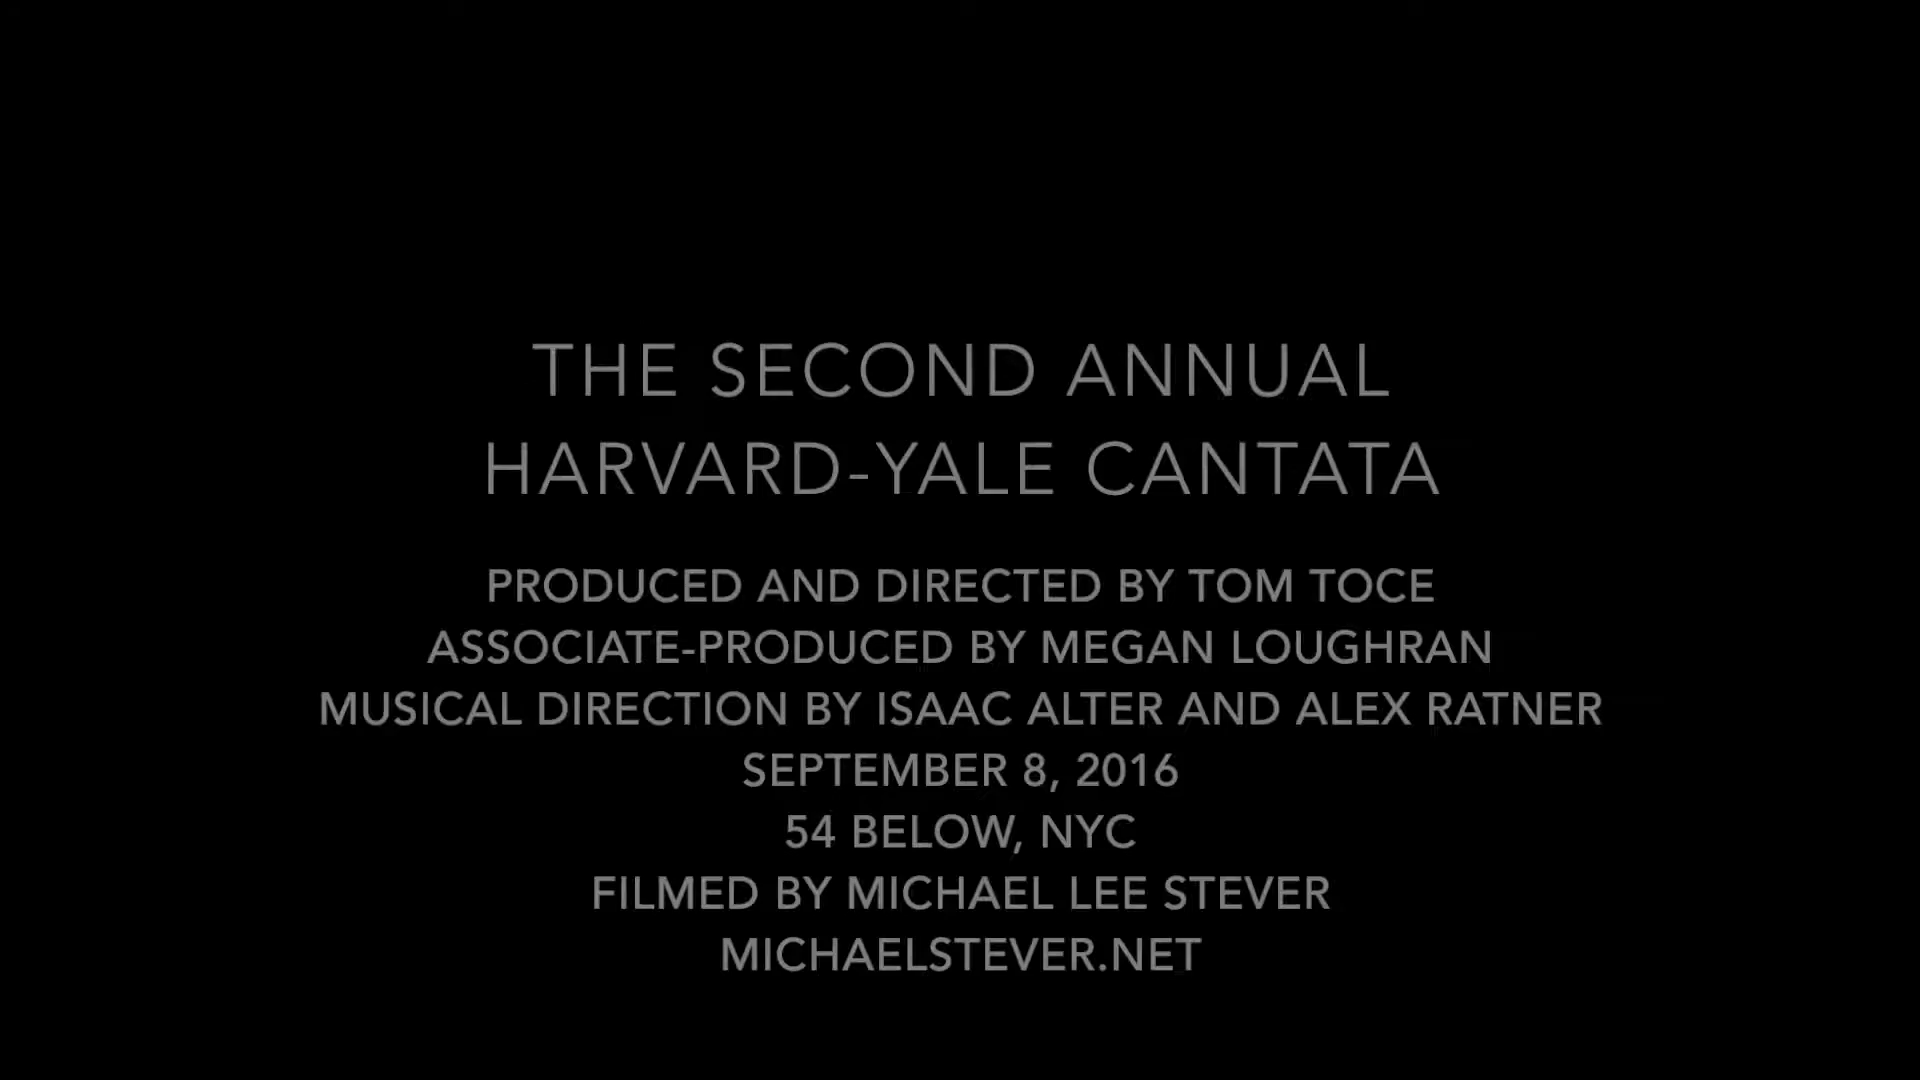 THE SECOND ANNUAL
HARVARD-YALE CANTATA
PRODUCED AND DIRECTED BY TOM TOCE
ASSOCIATE-PRODUCED BY MEGAN LOUGHRAN
MUSICAL DIRECTION BY ISAAC ALTER AND ALEX RATNER
SEPTEMBER 8, 2016
54 BELOW, NYC
FILMED BY MICHAEL LEE STEVER
MICHAELSTEVER.NET